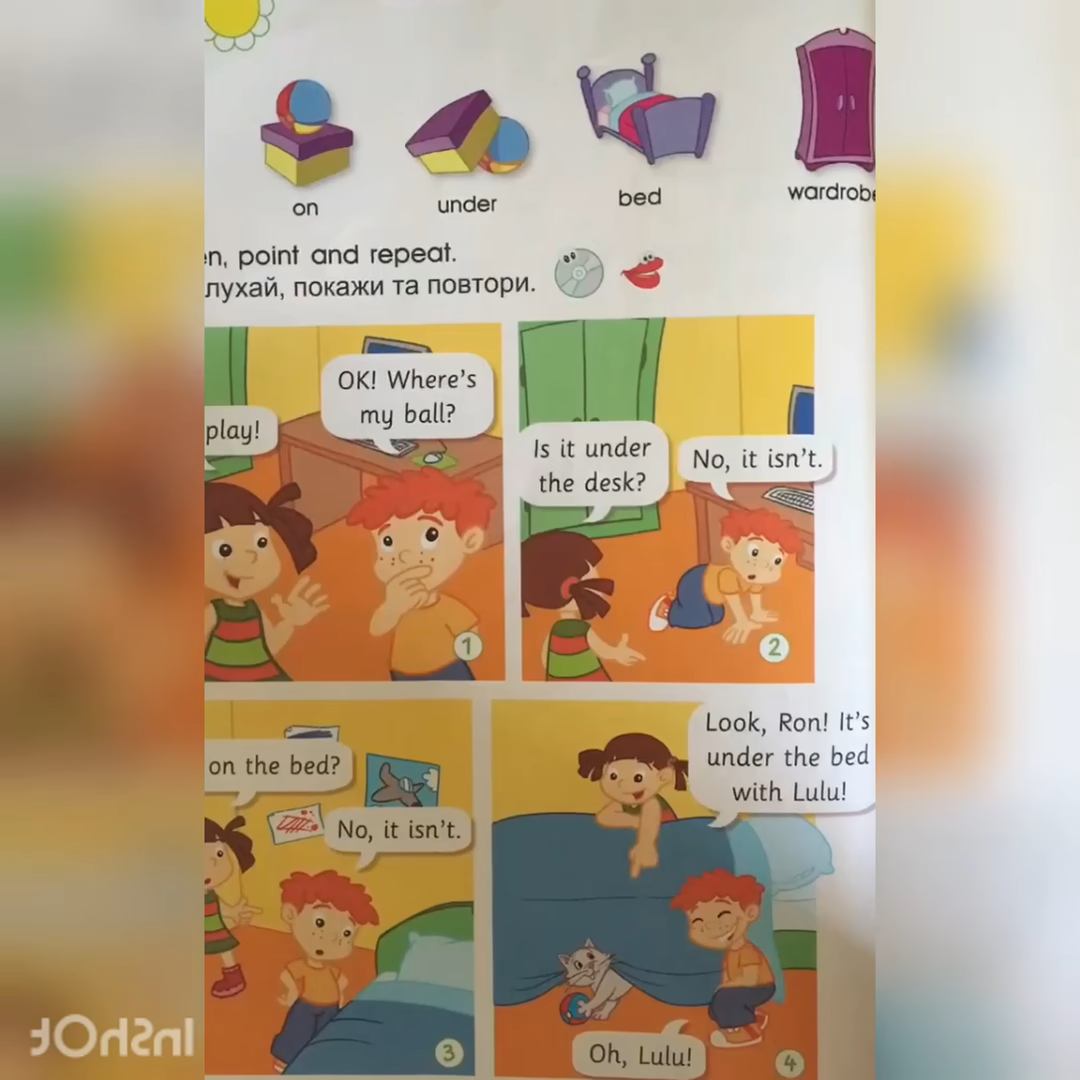 on
under
bed
wardrobe
en, point and repeat.
лухай, покажи та повтори.
OK! Where's
my ball?
play!
1
Is it under
the desk?
No, it isn't.
2
on the bed?
No, it isn't.
3
Look, Ron! It's
under the bed
with Lulu!
Oh, Lulu!
4
InShOt